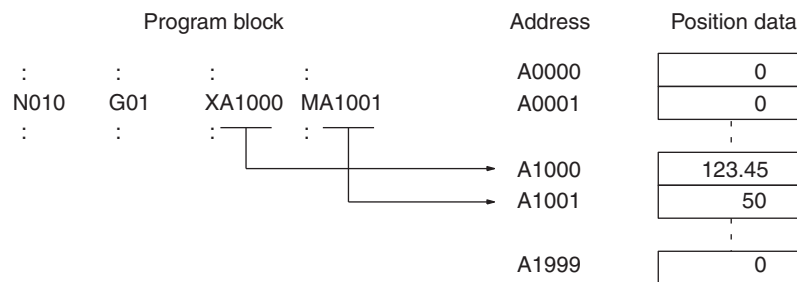 Program block Address Position data
: : : : A0000 0
N010 G01 XA1000 MA1001 A0001 0
: : : :
A1000 123.45
A1001 50
A1999 0